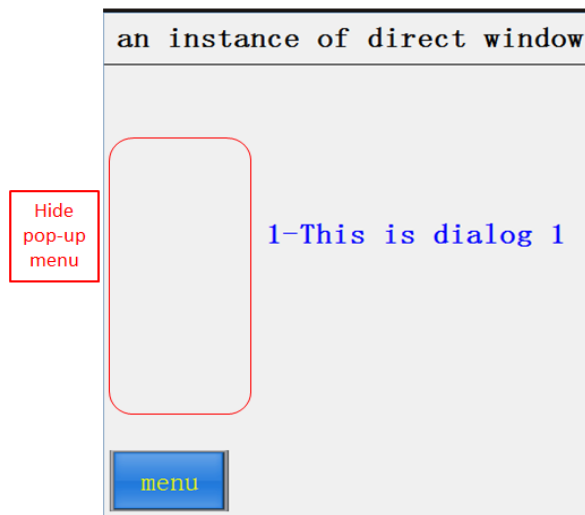 an instance of direct window
Hide
pop-up
menu
1-This is dialog 1
menu